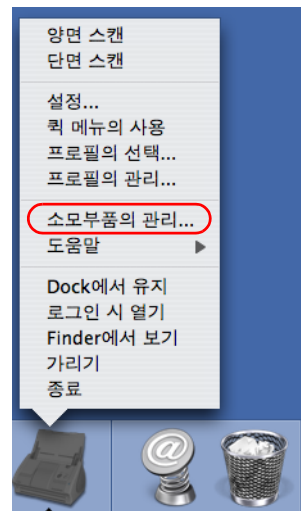 양면 스캔
단면 스캔
설정...
퀵 메뉴의 사용
프로필의 선택...
프로필의 관리...
소모부품의 관리...
도움말
Dock에서 유지
로그인 시 열기
Finder에서 보기
가리기
종료
@